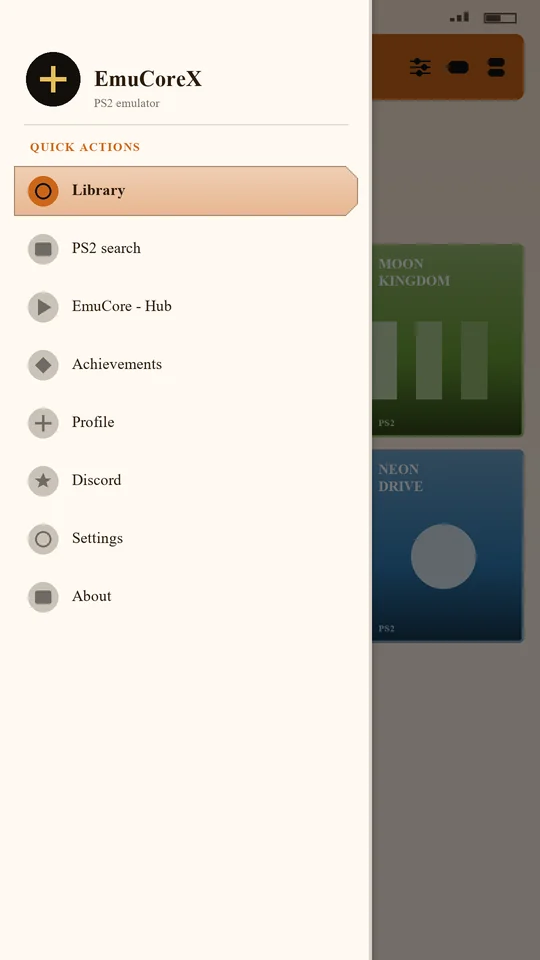 EmuCoreX
PS2 emulator
QUICK ACTIONS
Library
PS2 search
EmuCore - Hub
Achievements
Profile
Discord
Settings
About
MOON
KINGDOM
PS2
NEON
DRIVE
PS2